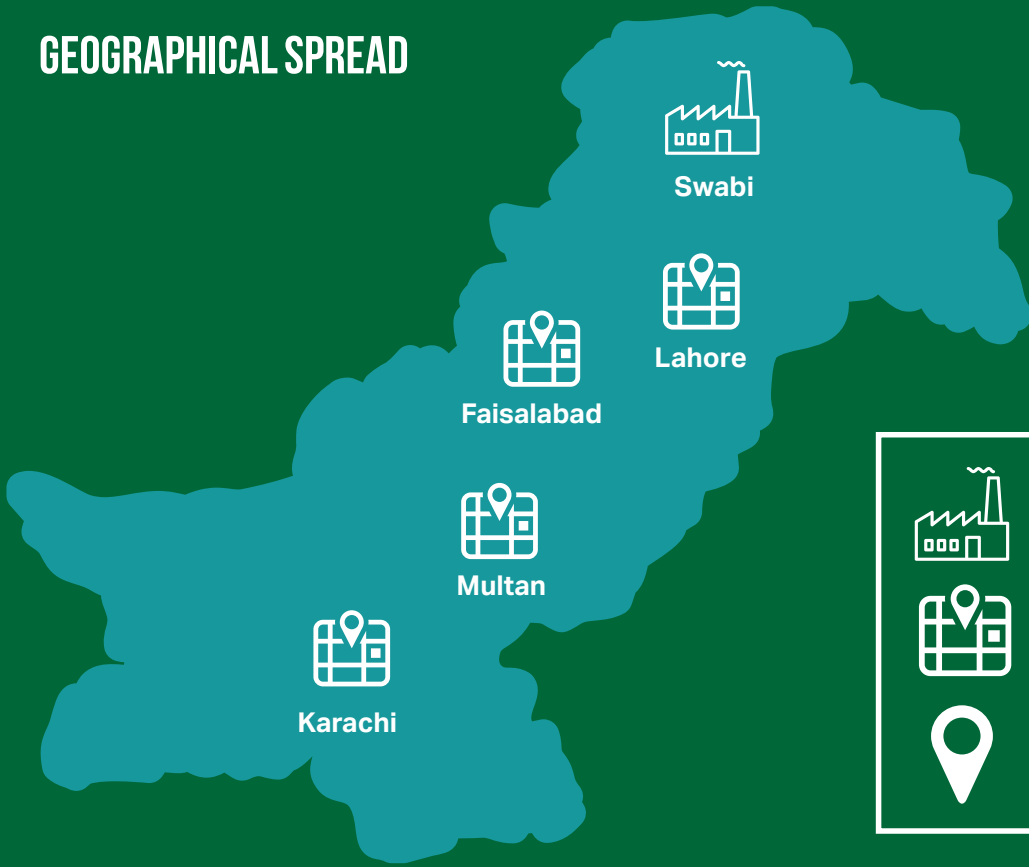 GEOGRAPHICAL SPREAD
Swabi
Lahore
Faisalabad
Multan
Karachi